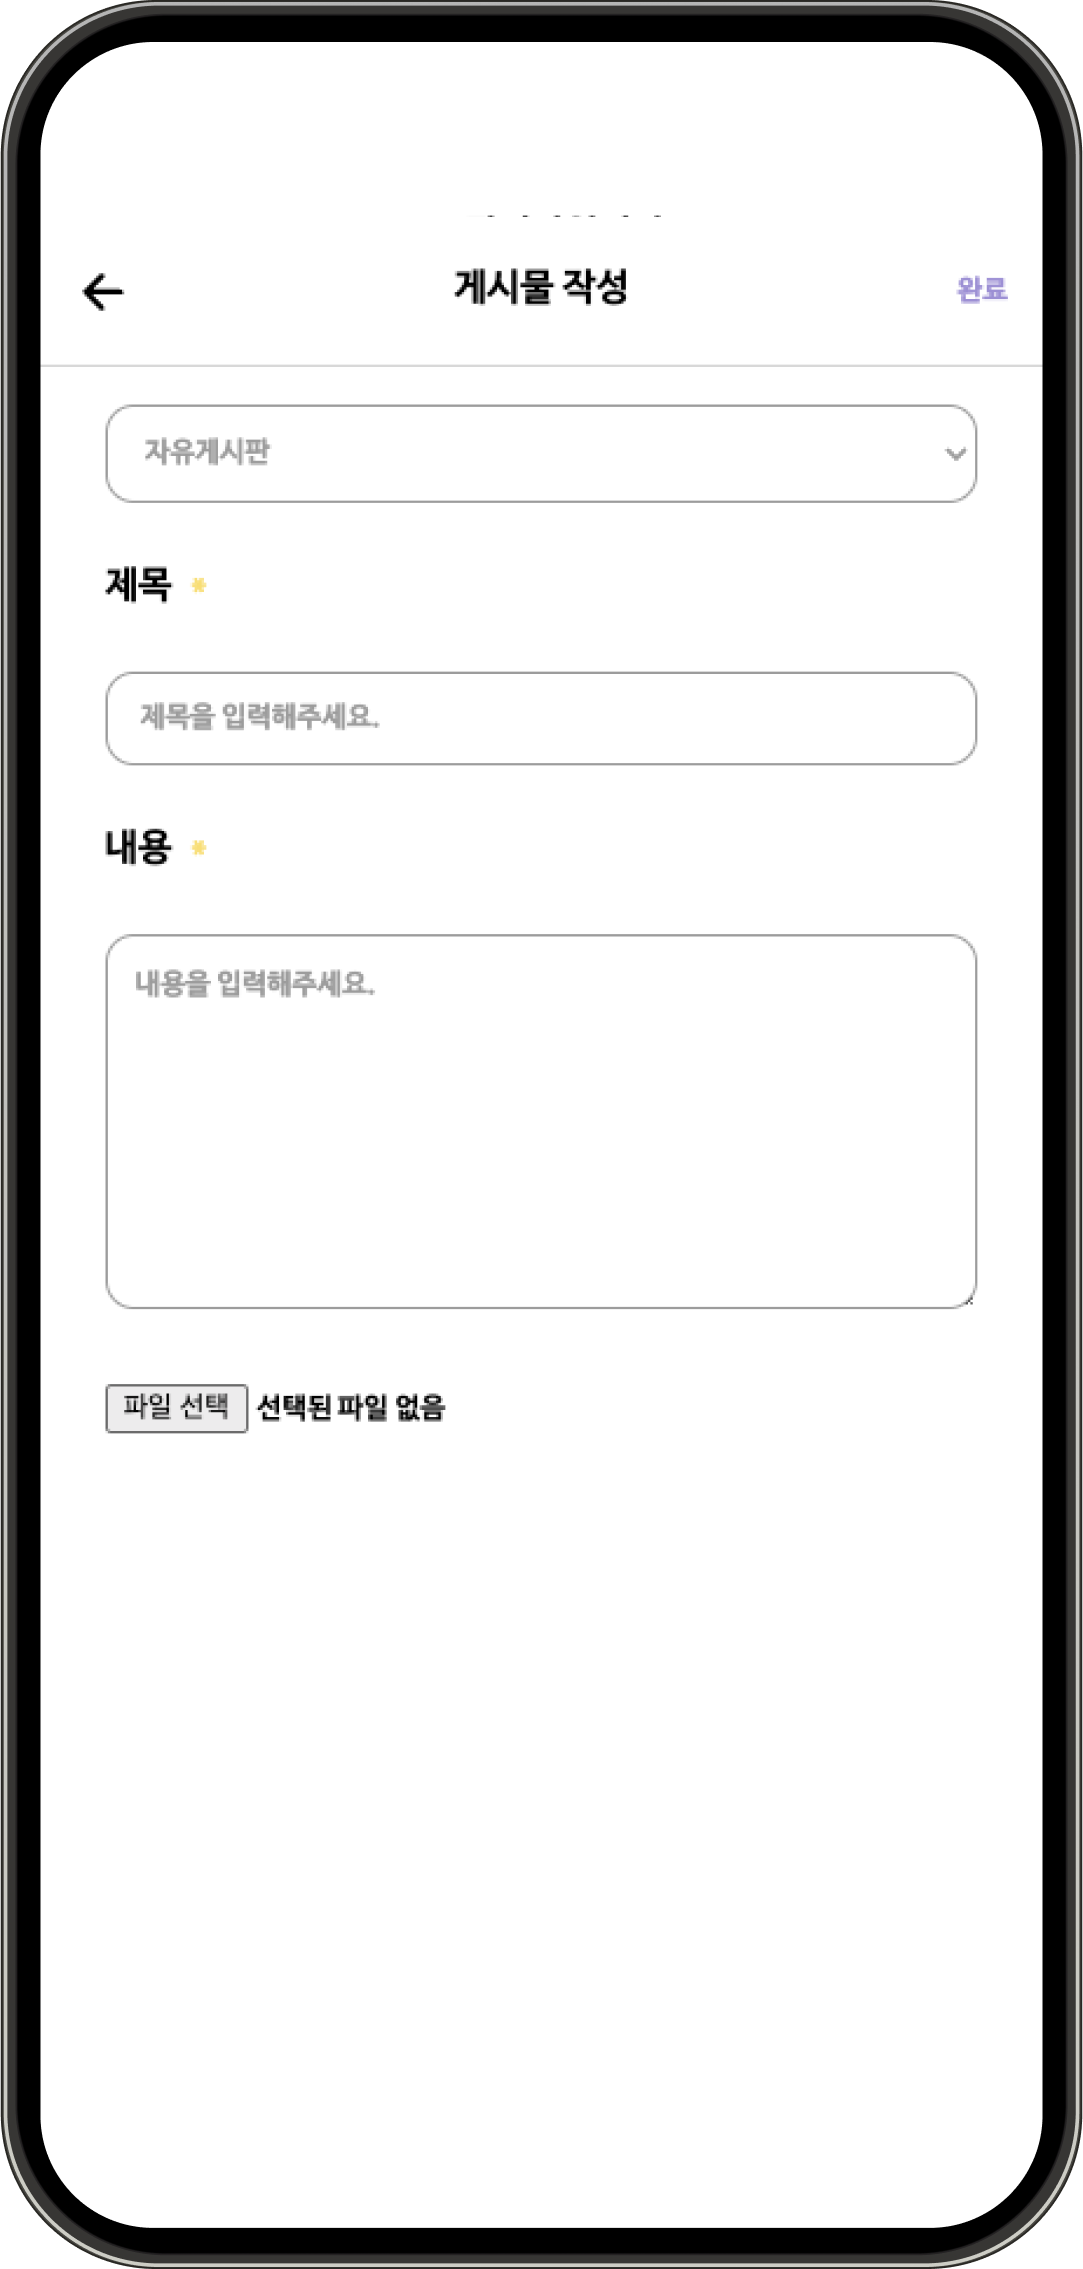 게시물 작성
완료
자유게시판
제목 *
제목을 입력해주세요.
내용 *
내용을 입력해주세요.
파일 선택 선택된 파일 없음